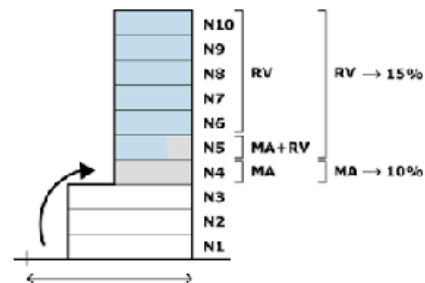 N10
N9
N8 RV RV → 15%
N7
N6
N5 MA+RV
N4 MA MA → 10%
N3
N2
N1